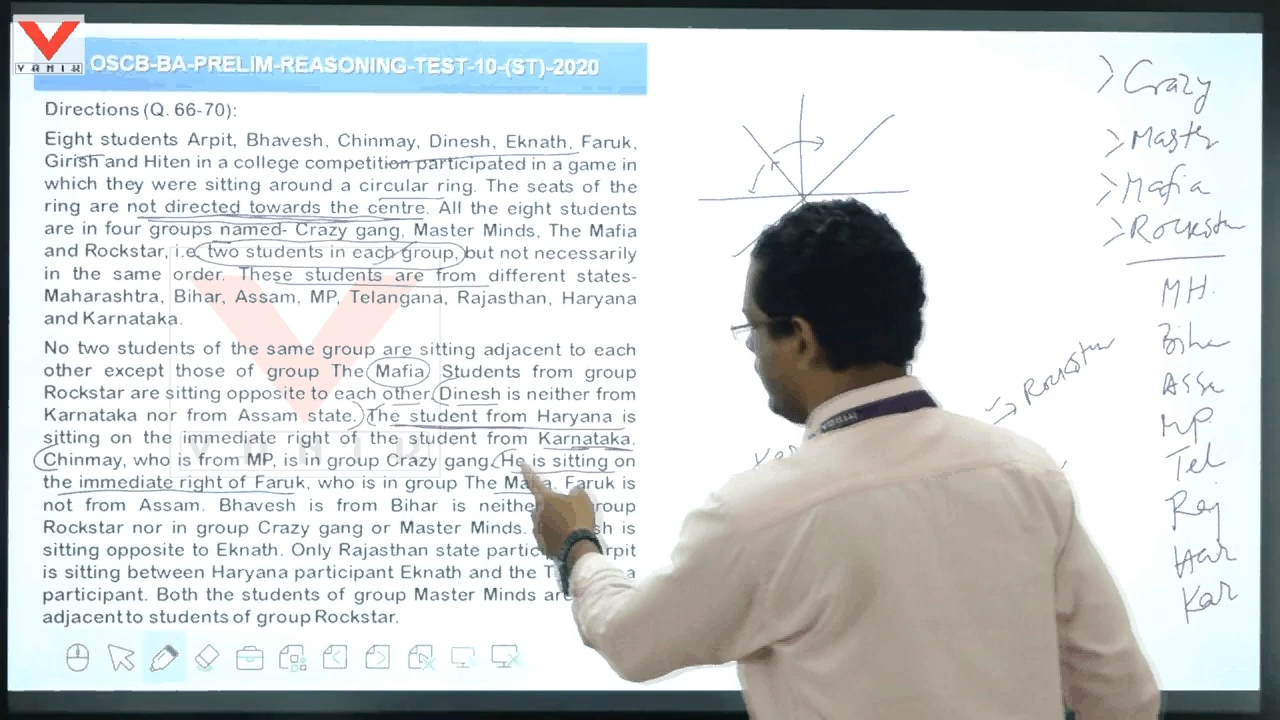 VAHIK
OSCB-BA-PRELIM-REASONING-TEST-10-(ST)-2020
Directions (Q. 66-70):
Eight students Arpit, Bhavesh, Chinmay, Dinesh, Eknath, Faruk,
Girish and Hiten in a college competition participated in a game in
which they were sitting around a circular ring. The seats of the
ring are not directed towards the centre. All the eight students
are in four groups named- Crazy gang, Master Minds, The Mafia
and Rockstar, i.e. two students in each group, but not necessarily
in the same order. These students are from different states-
Maharashtra, Bihar, Assam, MP, Telangana, Rajasthan, Haryana
and Karnataka.
No two students of the same group are sitting adjacent to each
other except those of group The Mafia Students from group
Rockstar are sitting opposite to each other. Dinesh is neither from
Karnataka nor from Assam state. The student from Haryana is
sitting on the immediate right of the student from Karnataka.
Chinmay, who is from MP, is in group Crazy gang. He is sitting on
the immediate right of Faruk, who is in group The Faruk is
not from Assam. Bhavesh is from Bihar is
Rockstar nor in group Crazy gang or Master Minds. is
sitting opposite to Eknath. Only Rajasthan state
is sitting between Haryana participant Eknath and the
participant. Both the students of group Master Minds
adjacent to students of group Rockstar.
Crazy
Master
Mafia
Rockstar
MH.
Bihar
MP
Tel
Raj
Har
Kar
Rockstar